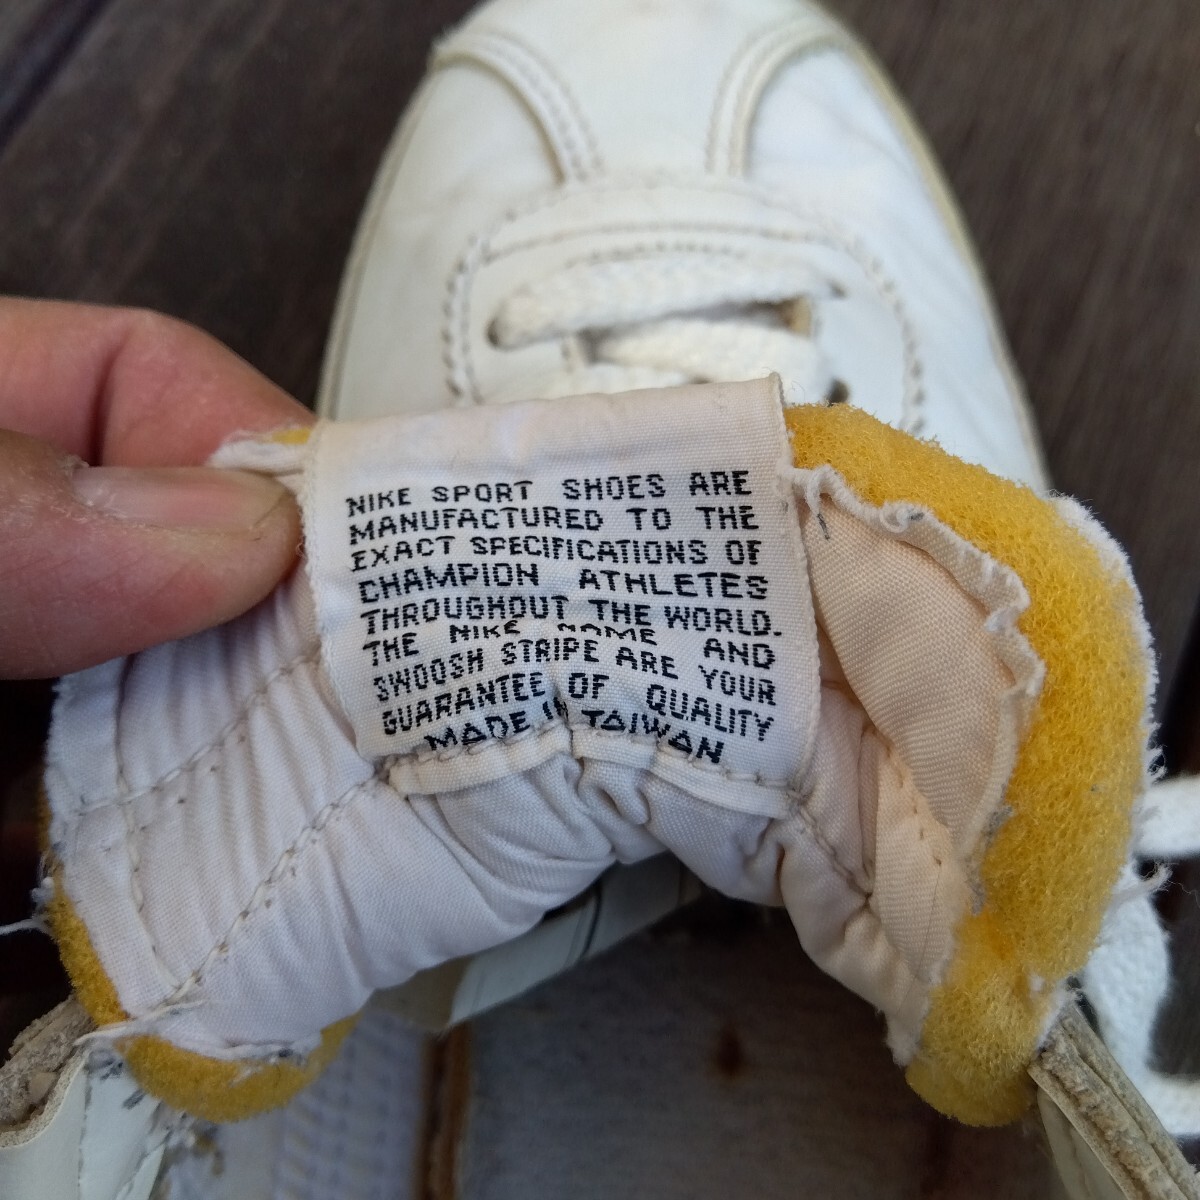 NIKE SPORT SHOES ARE
MANUFACTURED TO THE
EXACT SPECIFICATIONS OF
CHAMPION ATHLETES
THROUGHOUT THE WORLD.
THE NIKE NAME AND
SWOOSH STRIPE ARE YOUR
GUARANTEE OF QUALITY
MADE IN TAIWAN